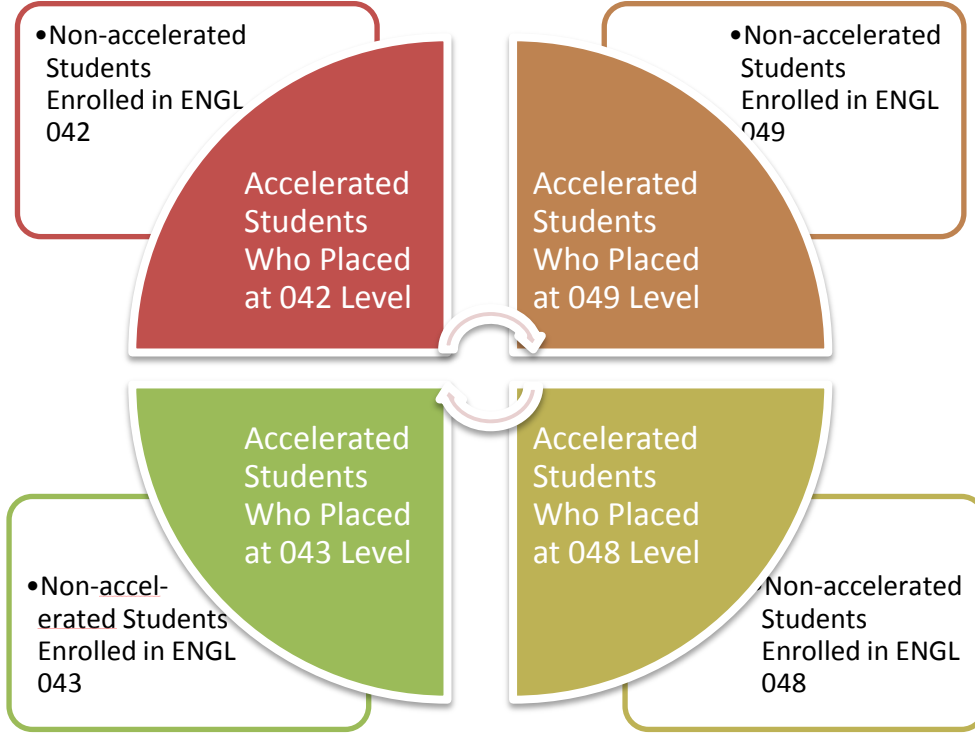 •Non-accelerated
Students
Enrolled in ENGL
042
•Non-accelerated
Students
Enrolled in ENGL
049
Accelerated
Students
Who Placed
at 042 Level
Accelerated
Students
Who Placed
at 049 Level
Accelerated
Students
Who Placed
at 043 Level
Accelerated
Students
Who Placed
at 048 Level
•Non-accel-
erated Students
Enrolled in ENGL
043
•Non-accelerated
Students
Enrolled in ENGL
048